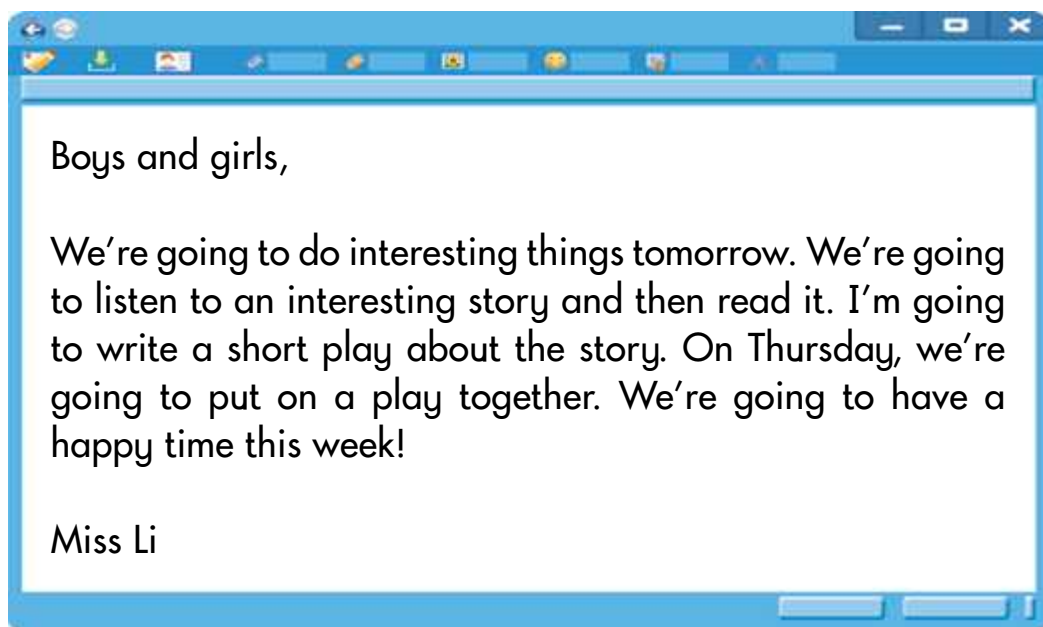 Boys and girls,
We’re going to do interesting things tomorrow. We’re going
to listen to an interesting story and then read it. I’m going
to write a short play about the story. On Thursday, we’re
going to put on a play together. We’re going to have a
happy time this week!
Miss Li